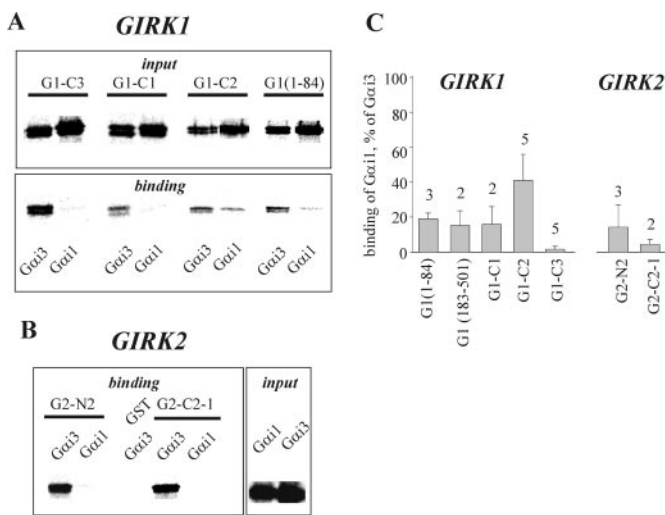 A
GIRK1
input
G1-C3 G1-C1 G1-C2 G1(1-84)
binding
Gαi3 Gαi1 Gαi3 Gαi1 Gαi3 Gαi1 Gαi3 Gαi1
B
GIRK2
binding
input
G2-N2 GST G2-C2-1
Gαi3 Gαi1 Gαi3 Gαi3 Gαi1
Gαi1 Gαi3
C
GIRK1 GIRK2
binding of Gαi1, % of Gαi3
100
80
60
40
20
0
3 2 2 5 5 3 2
G1(1-84) G1 (183-501) G1-C1 G1-C2 G1-C3 G2-N2 G2-C2-1